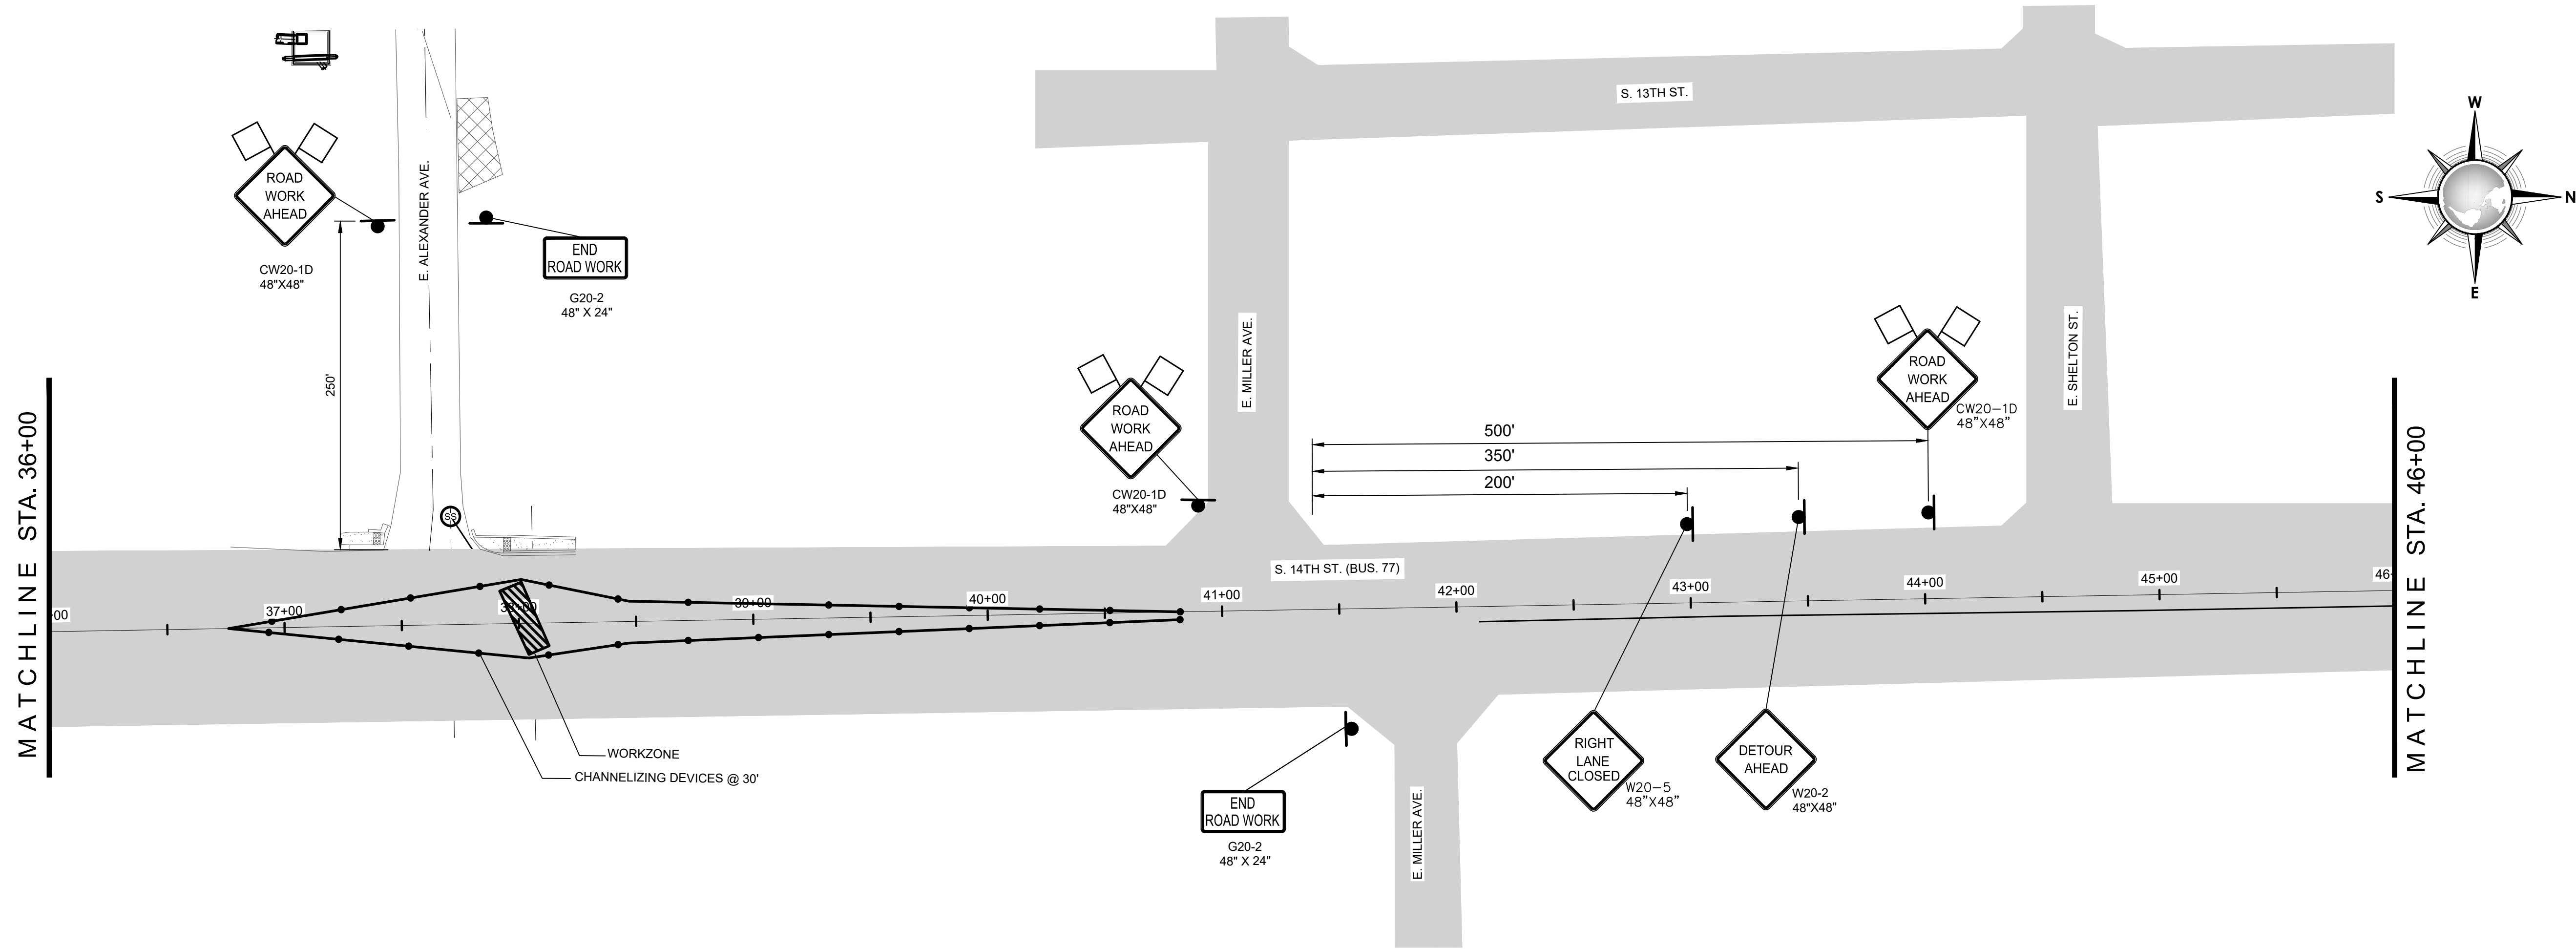 S. 13TH ST.
W
S
N
E
ROAD
WORK
AHEAD
CW20-1D
48"X48"
E. ALEXANDER AVE.
END
ROAD WORK
G20-2
48" X 24"
250'
E. MILLER AVE.
E. SHELTON ST.
ROAD
WORK
AHEAD
CW20-1D
48"X48"
ROAD
WORK
AHEAD
CW20-1D
48"X48"
500'
350'
200'
MATCHLINE STA. 36+00
MATCHLINE STA. 46+00
SS
S. 14TH ST. (BUS. 77)
+00
37+00
38+00
39+00
40+00
41+00
42+00
43+00
44+00
45+00
46+
WORKZONE
CHANNELIZING DEVICES @ 30'
END
ROAD WORK
G20-2
48" X 24"
E. MILLER AVE.
RIGHT
LANE
CLOSED
W20-5
48"X48"
DETOUR
AHEAD
W20-2
48"X48"